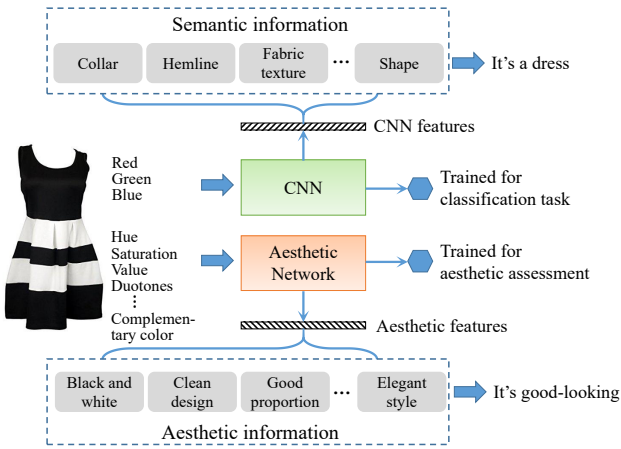 Semantic information
Collar
Hemline
Fabric
texture
...
Shape
It's a dress
CNN features
Red
Green
Blue
CNN
Trained for
classification task
Hue
Saturation
Value
Duotones
⋮
Complemen-
tary color
Aesthetic
Network
Trained for
aesthetic assessment
Aesthetic features
Black and
white
Clean
design
Good
proportion
...
Elegant
style
It's good-looking
Aesthetic information